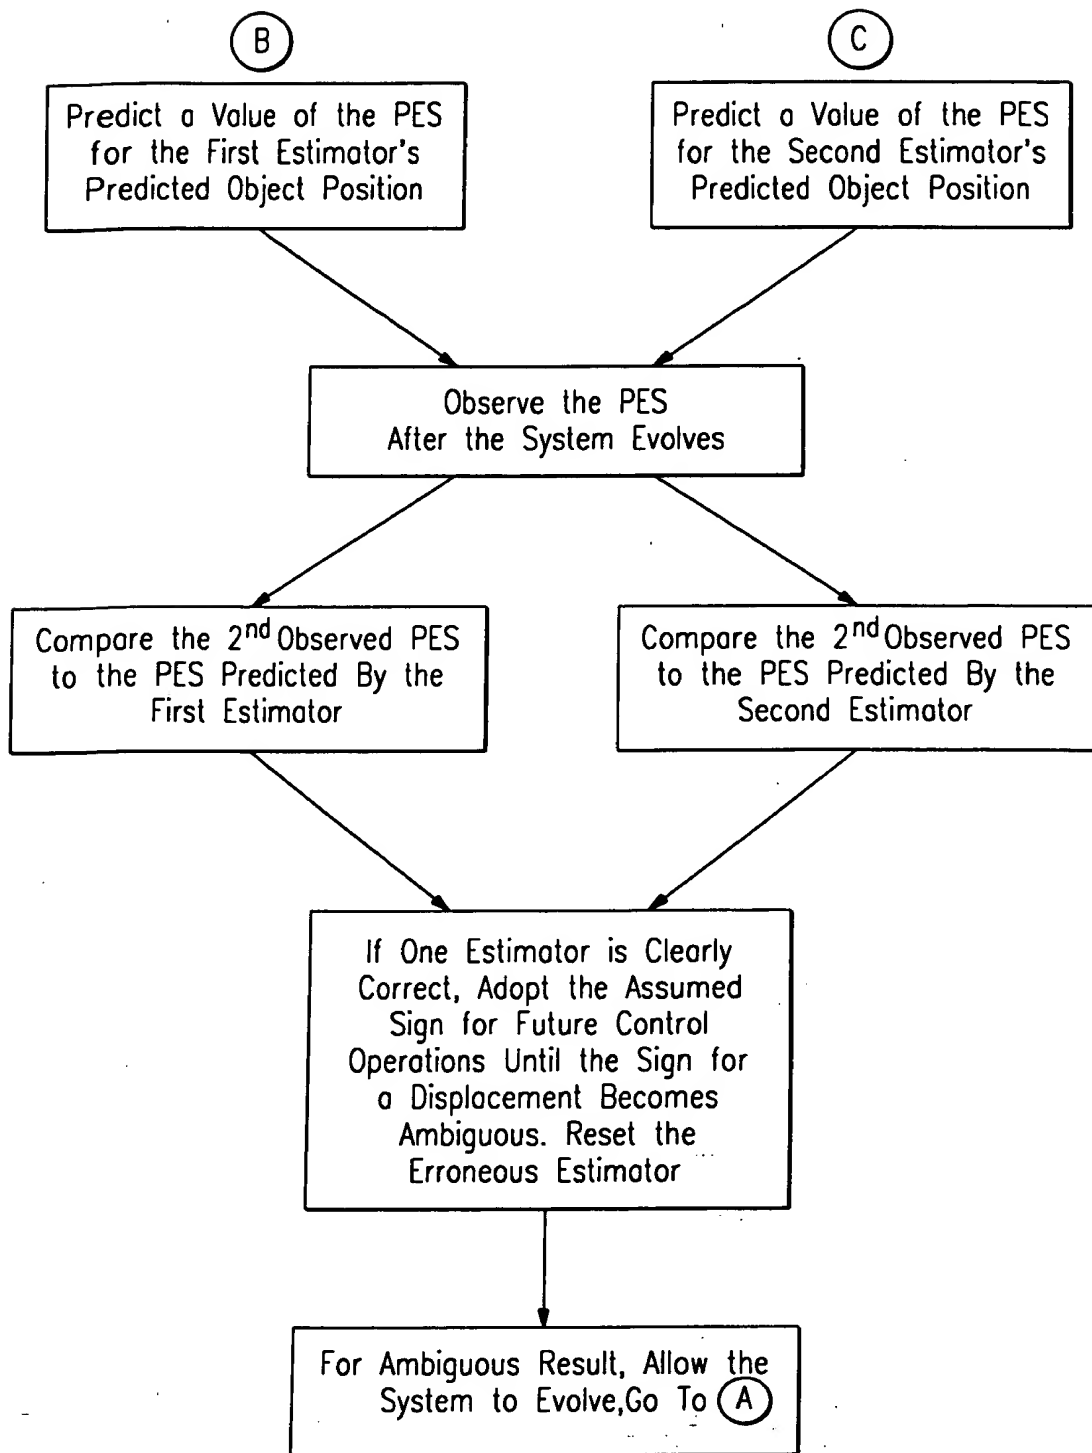 B
C
Predict a Value of the PES
for the First Estimator's
Predicted Object Position
Predict a Value of the PES
for the Second Estimator's
Predicted Object Position
Observe the PES
After the System Evolves
Compare the 2nd Observed PES
to the PES Predicted By the
First Estimator
Compare the 2nd Observed PES
to the PES Predicted By the
Second Estimator
If One Estimator is Clearly
Correct, Adopt the Assumed
Sign for Future Control
Operations Until the Sign for
a Displacement Becomes
Ambiguous. Reset the
Erroneous Estimator
For Ambiguous Result, Allow the
System to Evolve,Go To A